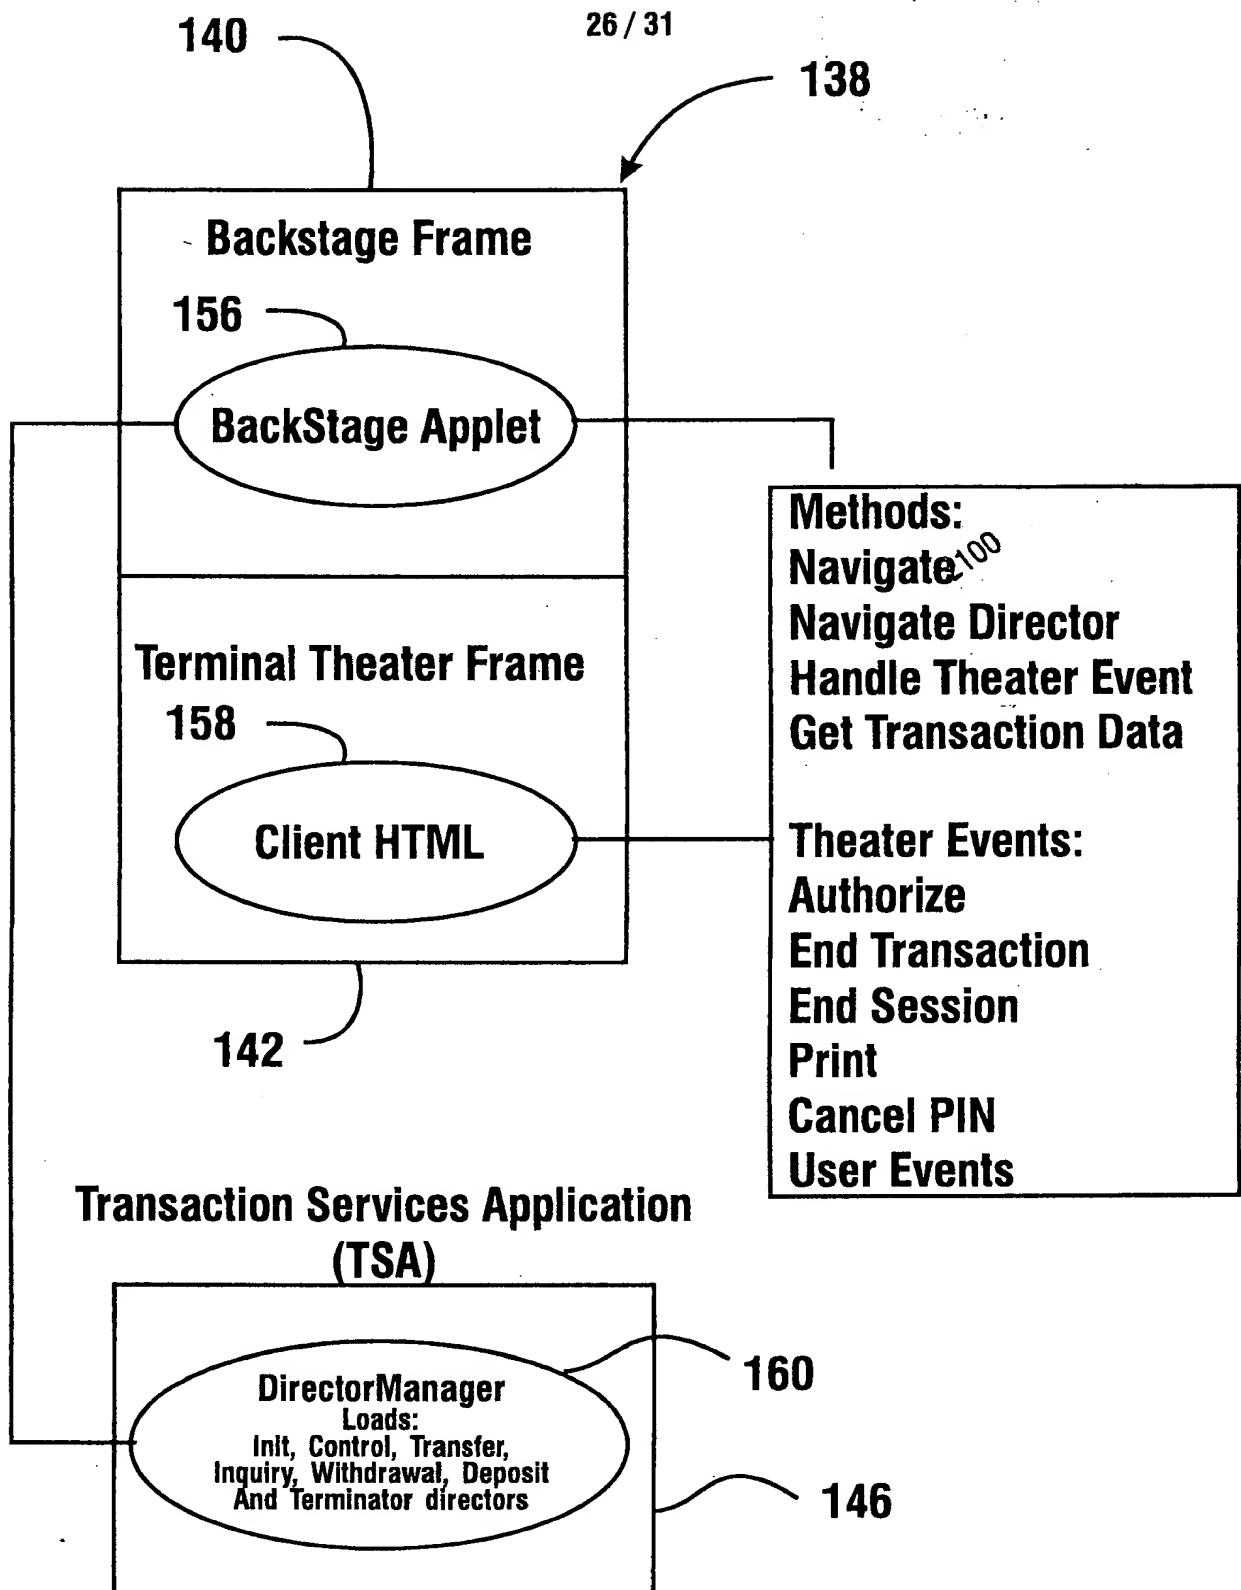 26 / 31
140
138
Backstage Frame
156
BackStage Applet
Methods:
Navigate
2100
Navigate Director
Handle Theater Event
Get Transaction Data
Terminal Theater Frame
158
Client HTML
Theater Events:
Authorize
End Transaction
End Session
Print
Cancel PIN
User Events
142
Transaction Services Application
(TSA)
160
DirectorManager
Loads:
Init, Control, Transfer,
Inquiry, Withdrawal, Deposit
And Terminator directors
146